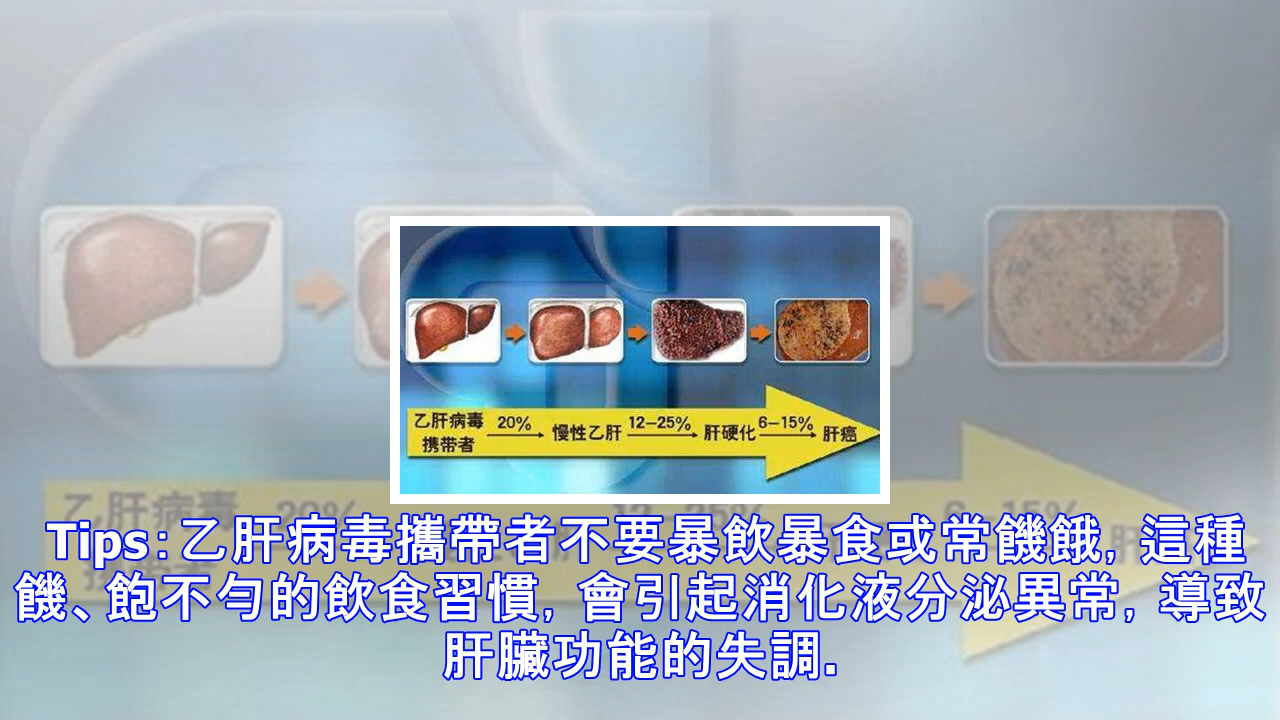 乙肝病毒
携带者
20%
慢性乙肝
12–25%
肝硬化
6–15%
肝癌
Tips:乙肝病毒攜帶者不要暴飲暴食或常饑餓, 這種
饑、飽不勻的飲食習慣, 會引起消化液分泌異常, 導致
肝臟功能的失調.